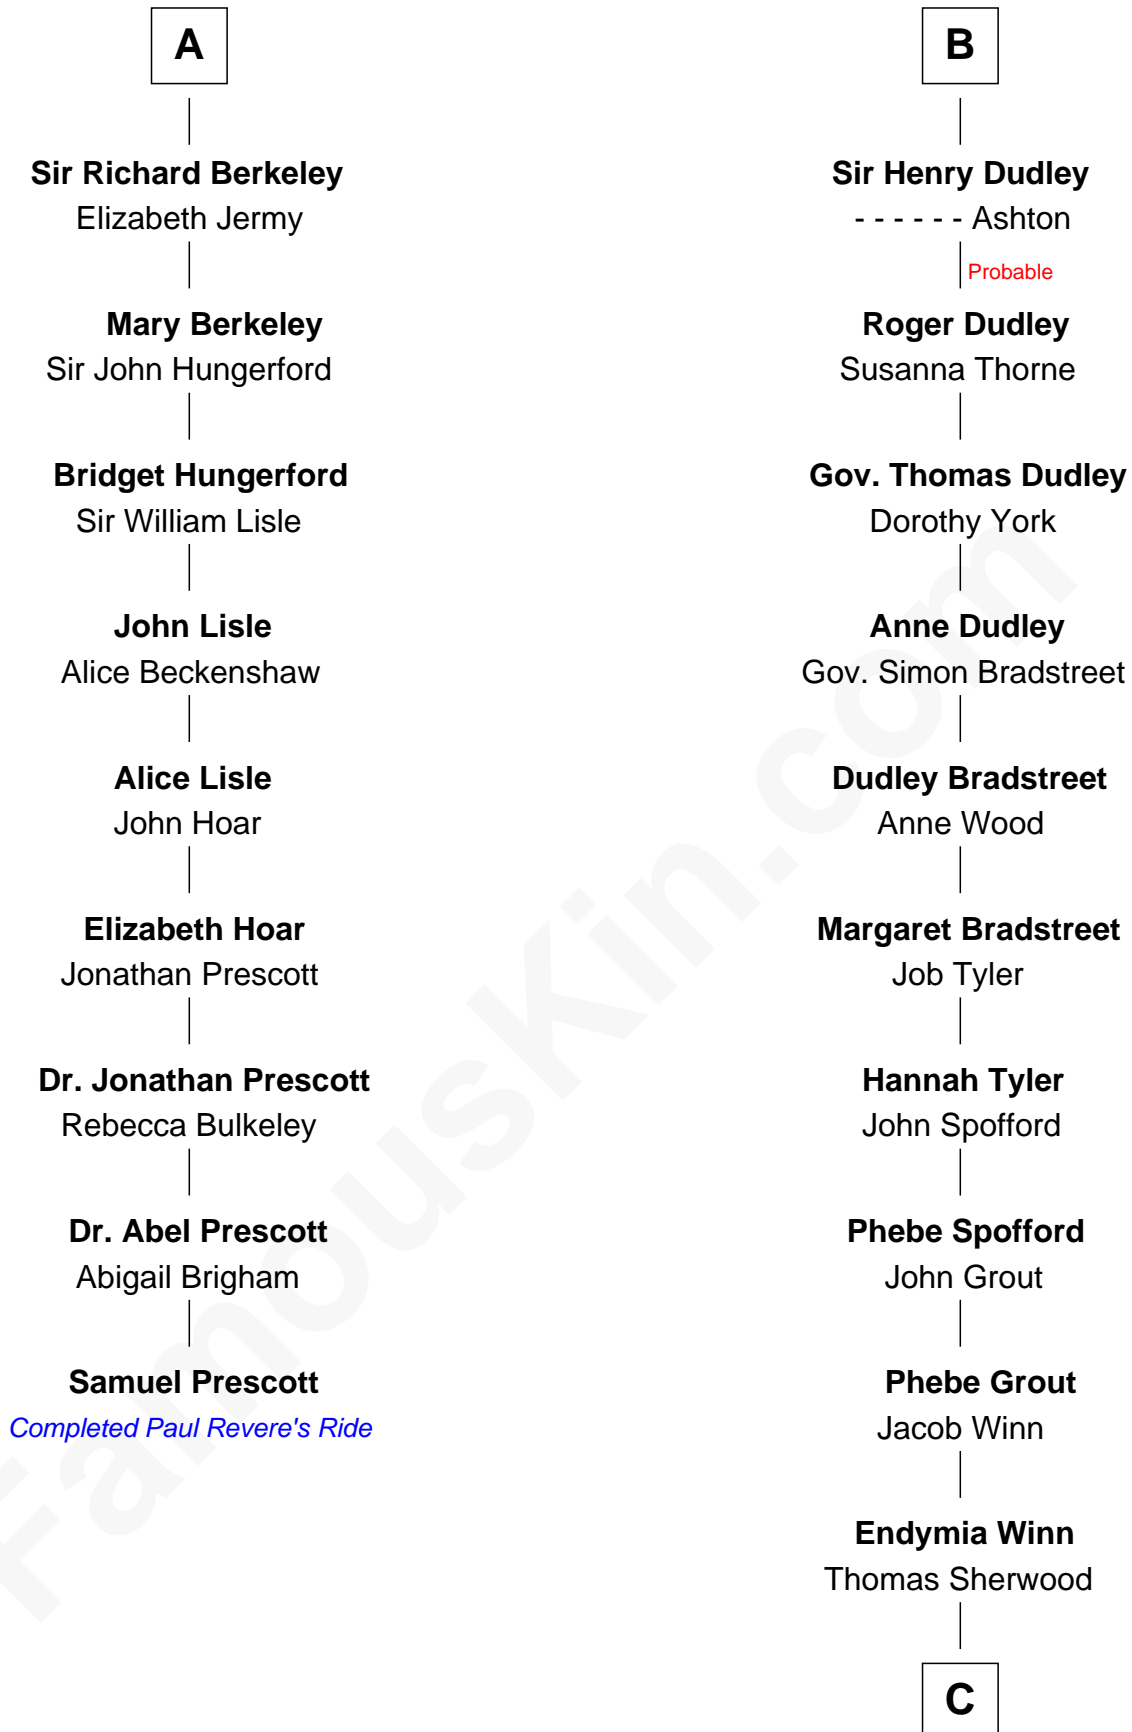 A
Sir Richard Berkeley
Elizabeth Jermy
Mary Berkeley
Sir John Hungerford
Bridget Hungerford
Sir William Lisle
John Lisle
Alice Beckenshaw
Alice Lisle
John Hoar
Elizabeth Hoar
Jonathan Prescott
Dr. Jonathan Prescott
Rebecca Bulkeley
Dr. Abel Prescott
Abigail Brigham
Samuel Prescott
Completed Paul Revere's Ride
B
Sir Henry Dudley
- - - - - - Ashton
Probable
Roger Dudley
Susanna Thorne
Gov. Thomas Dudley
Dorothy York
Anne Dudley
Gov. Simon Bradstreet
Dudley Bradstreet
Anne Wood
Margaret Bradstreet
Job Tyler
Hannah Tyler
John Spofford
Phebe Spofford
John Grout
Phebe Grout
Jacob Winn
Endymia Winn
Thomas Sherwood
C
FamousKin.com